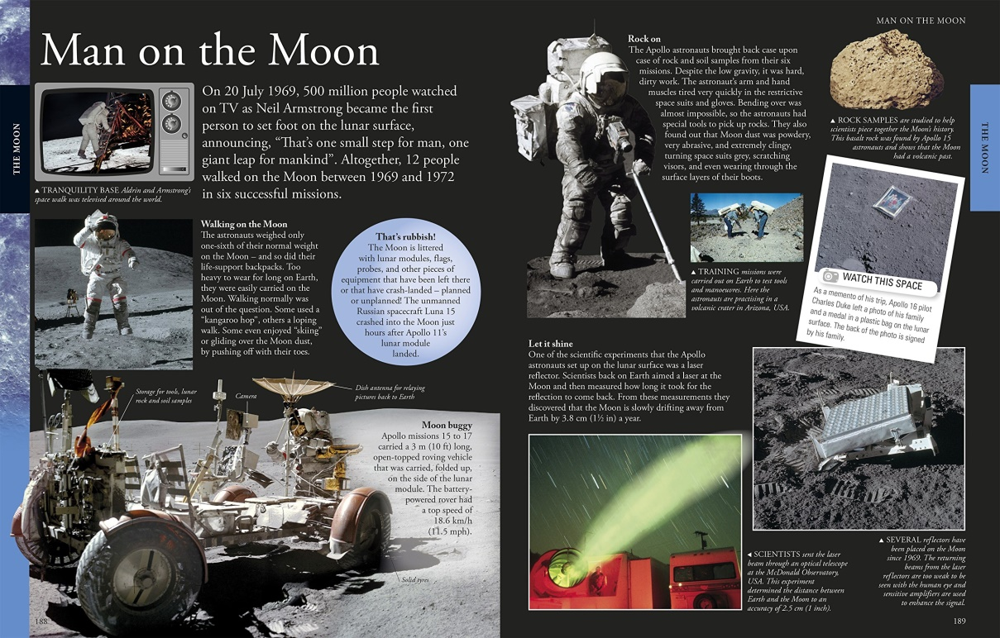 Man on the Moon
THE MOON
On 20 July 1969, 500 million people watched
on TV as Neil Armstrong became the first
person to set foot on the lunar surface,
announcing, “That’s one small step for man, one
giant leap for mankind”. Altogether, 12 people
walked on the Moon between 1969 and 1972
in six successful missions.
▲ TRANQUILITY BASE Aldrin and Armstrong's
space walk was televised around the world.
Walking on the Moon
The astronauts weighed only
one-sixth of their normal weight
on the Moon – and so did their
life-support backpacks. Too
heavy to wear for long on Earth,
they were easily carried on the
Moon. Walking normally was
out of the question. Some used a
“kangaroo hop”, others a loping
walk. Some even enjoyed “skiing”
or gliding over the Moon dust,
by pushing off with their toes.
That’s rubbish!
The Moon is littered
with lunar modules, flags,
probes, and other pieces of
equipment that have been left there
or that have crash-landed – planned
or unplanned! The unmanned
Russian spacecraft Luna 15
crashed into the Moon just
hours after Apollo 11’s
lunar module
landed.
Storage for tools, lunar
rock and soil samples
Camera
Dish antenna for relaying
pictures back to Earth
Moon buggy
Apollo missions 15 to 17
carried a 3 m (10 ft) long,
open-topped roving vehicle
that was carried, folded up,
on the side of the lunar
module. The battery-
powered rover had
a top speed of
18.6 km/h
(11.5 mph).
Solid tyres
188
MAN ON THE MOON
THE MOON
Rock on
The Apollo astronauts brought back case upon
case of rock and soil samples from their six
missions. Despite the low gravity, it was hard,
dirty work. The astronaut’s arm and hand
muscles tired very quickly in the restrictive
space suits and gloves. Bending over was
almost impossible, so the astronauts had
special tools to pick up rocks. They also
found out that Moon dust was powdery,
very abrasive, and extremely clingy,
turning space suits grey, scratching
visors, and even wearing through the
surface layers of their boots.
▲ ROCK SAMPLES are studied to help
scientists piece together the Moon's history.
This basalt rock was found by Apollo 15
astronauts and shows that the Moon
had a volcanic past.
▲ TRAINING missions were
carried out on Earth to test tools
and manoeuvres. Here the
astronauts are practising in a
volcanic crater in Arizona, USA.
WATCH THIS SPACE
As a memento of his trip, Apollo 16 pilot
Charles Duke left a photo of his family
and a medal in a plastic bag on the lunar
surface. The back of the photo is signed
by his family.
Let it shine
One of the scientific experiments that the Apollo
astronauts set up on the lunar surface was a laser
reflector. Scientists back on Earth aimed a laser at the
Moon and then measured how long it took for the
reflection to come back. From these measurements they
discovered that the Moon is slowly drifting away from
Earth by 3.8 cm (1½ in) a year.
◄ SCIENTISTS sent the laser
beam through an optical telescope
at the McDonald Observatory,
USA. This experiment
determined the distance between
Earth and the Moon to an
accuracy of 2.5 cm (1 inch).
▲ SEVERAL reflectors have
been placed on the Moon
since 1969. The returning
beams from the laser
reflectors are too weak to be
seen with the human eye and
sensitive amplifiers are used
to enhance the signal.
189